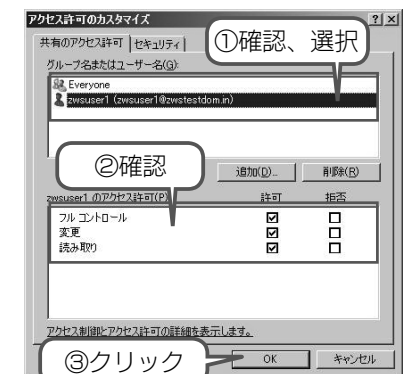 アクセス許可のカスタマイズ
共有のアクセス許可 セキュリティ
①確認、選択
グループ名またはユーザー名(G):
Everyone
zwsuser1 (zwsuser1@zwstestdom.in)
②確認
追加(D)... 削除(R)
zwsuser1 のアクセス許可(P) 許可 拒否
フル コントロール
変更
読み取り
アクセス制御とアクセス許可の詳細を表示します。
③クリック
OK キャンセル